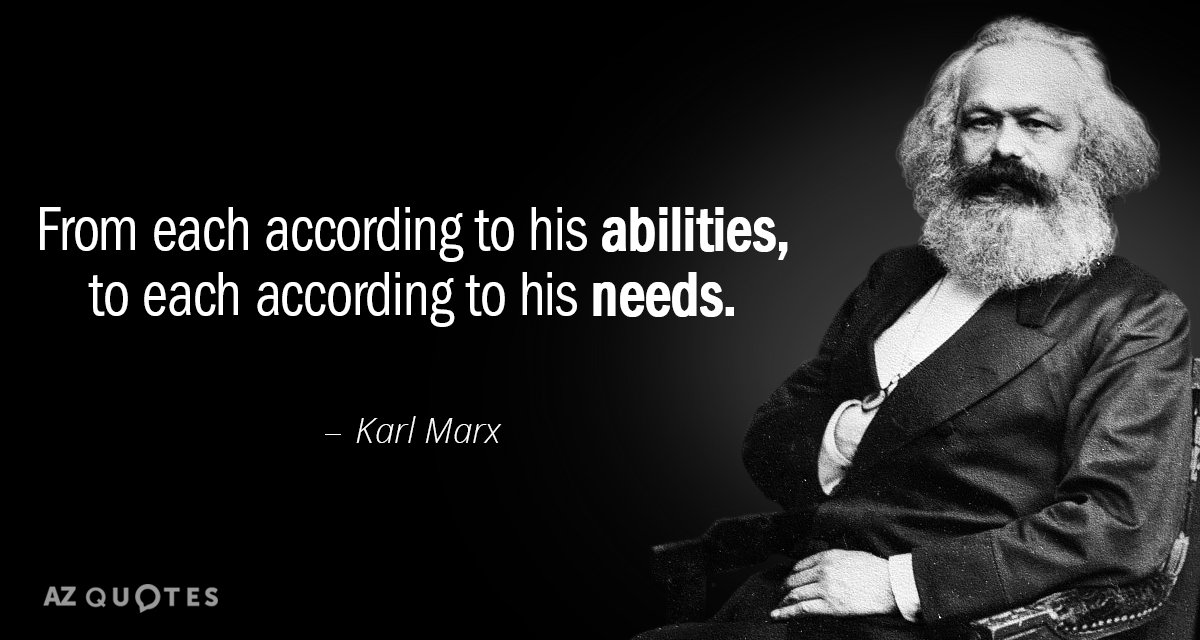 From each according to his abilities,
to each according to his needs.
– Karl Marx
AZ QUOTES